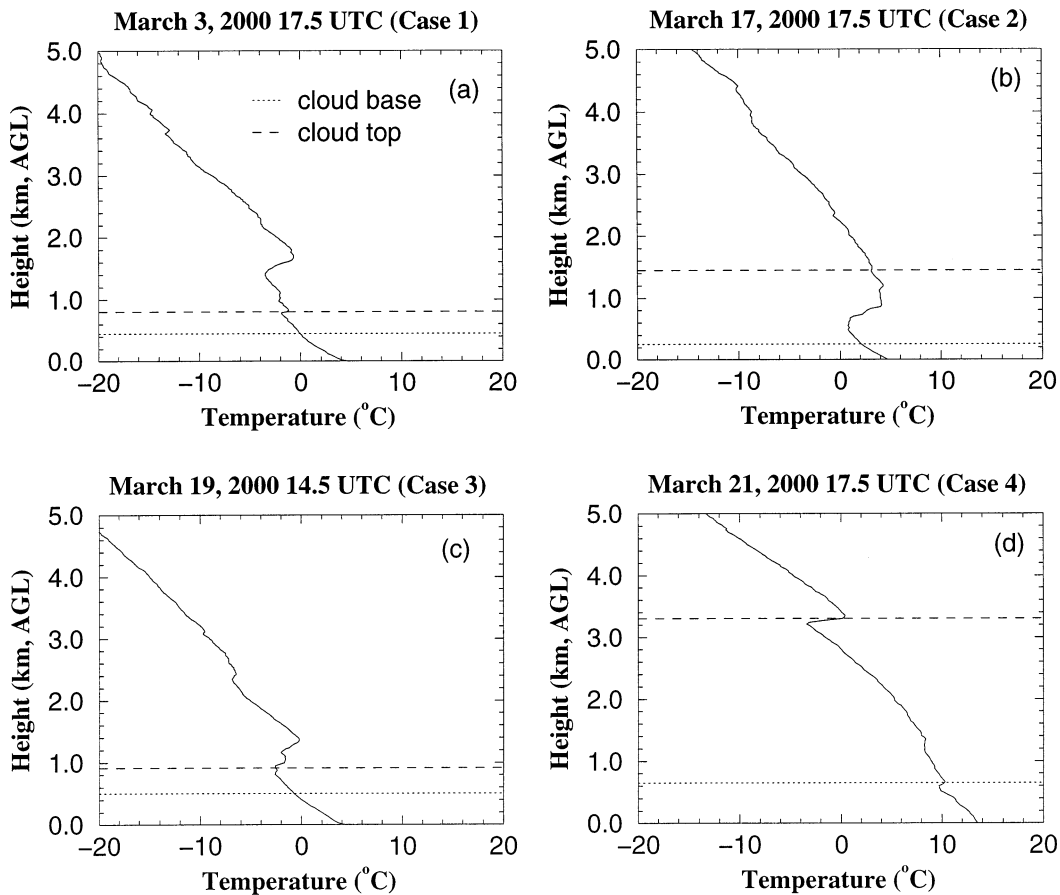 March 3, 2000 17.5 UTC (Case 1)
5.0
4.0
3.0
2.0
1.0
0.0
Height (km, AGL)
(a)
cloud base
cloud top
−20
−10
0
10
20
Temperature (°C)
March 17, 2000 17.5 UTC (Case 2)
5.0
4.0
3.0
2.0
1.0
0.0
Height (km, AGL)
(b)
−20
−10
0
10
20
Temperature (°C)
March 19, 2000 14.5 UTC (Case 3)
5.0
4.0
3.0
2.0
1.0
0.0
Height (km, AGL)
(c)
−20
−10
0
10
20
Temperature (°C)
March 21, 2000 17.5 UTC (Case 4)
5.0
4.0
3.0
2.0
1.0
0.0
Height (km, AGL)
(d)
−20
−10
0
10
20
Temperature (°C)